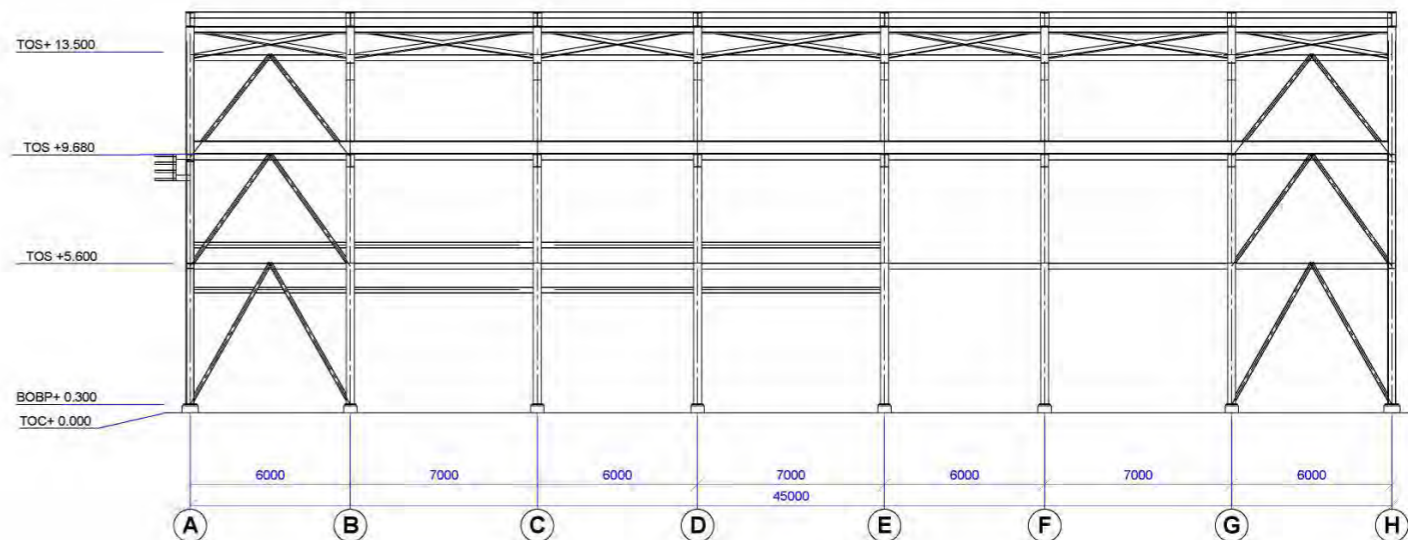 TOS+ 13.500
TOS +9.680
TOS +5.600
BOBP+ 0.300
TOC+ 0.000
6000 7000 6000 7000 6000 7000 6000
45000
A B C D E F G H